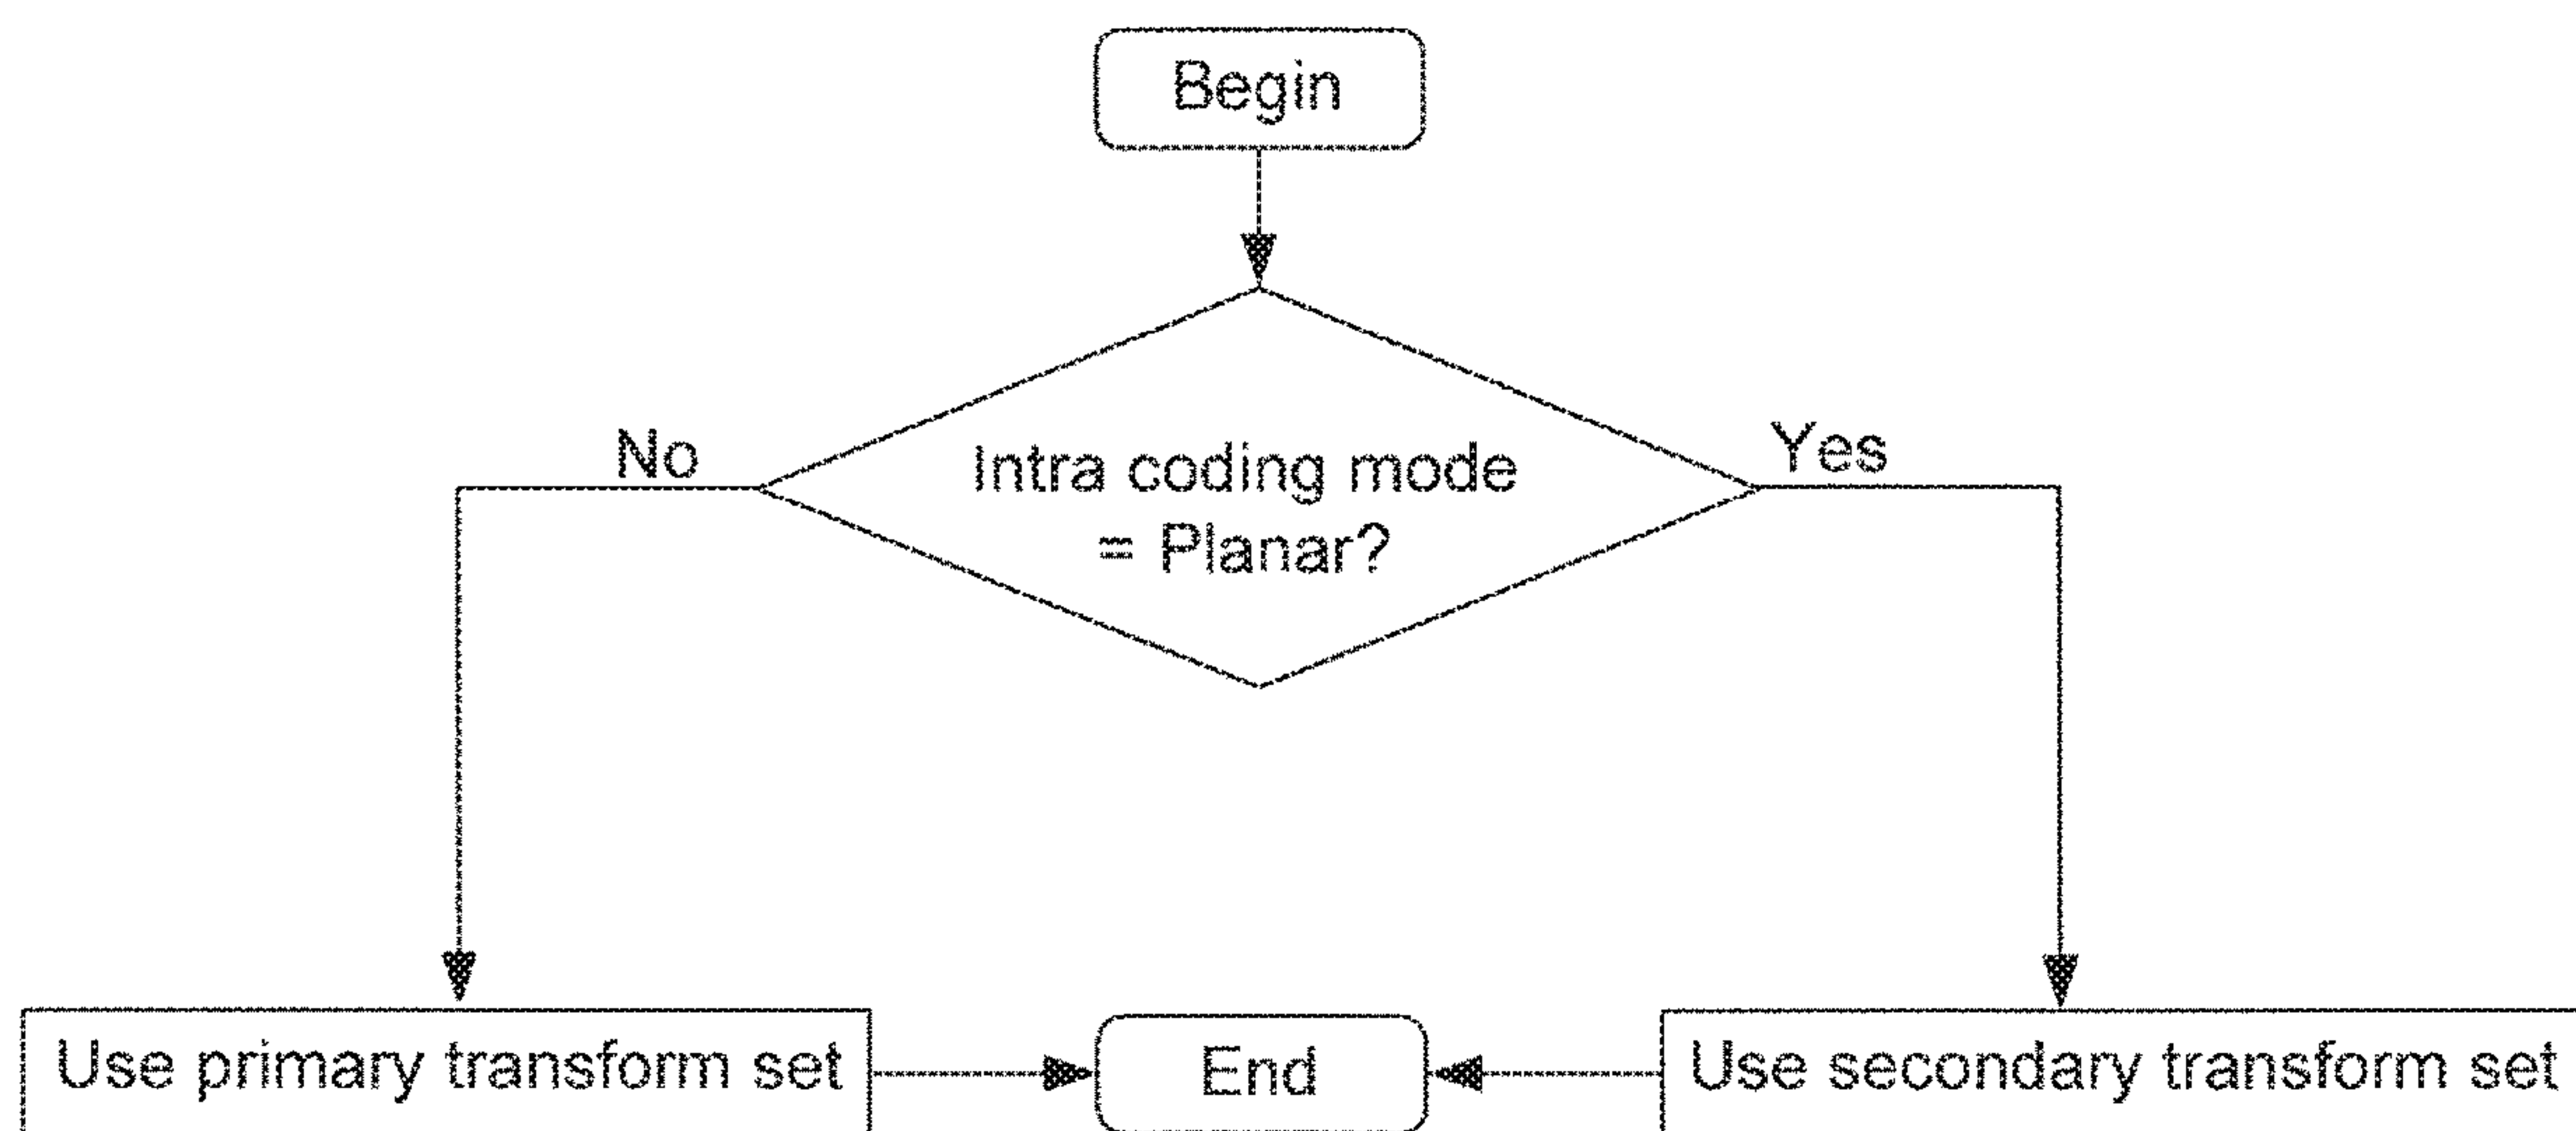 Begin
No
Yes
Intra coding mode
= Planar?
Use primary transform set
End
Use secondary transform set